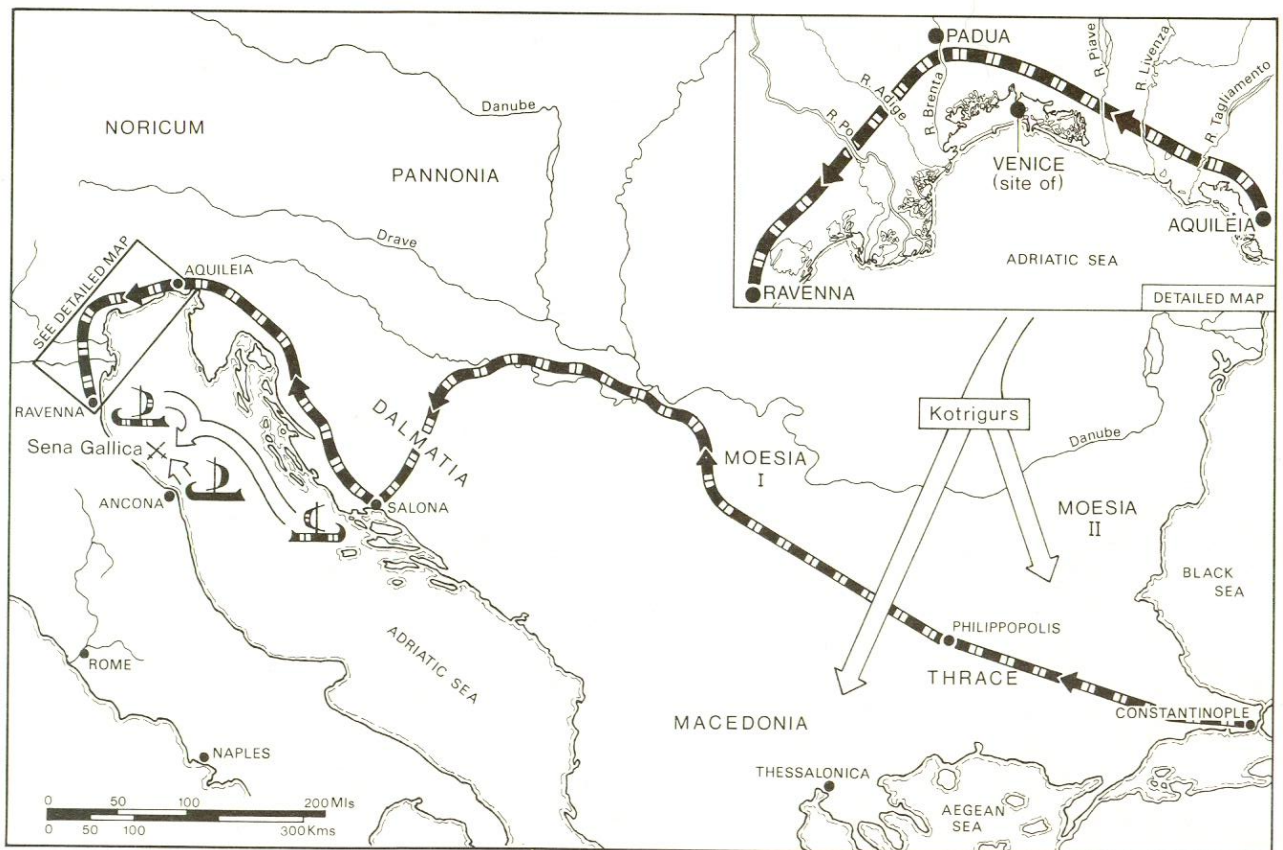 NORICUM
PANNONIA
Danube
Drave
SEE DETAILED MAP
AQUILEIA
RAVENNA
Sena Gallica
ANCONA
DALMATIA
SALONA
ROME
NAPLES
ADRIATIC SEA
MOESIA
I
Kotrigurs
Danube
MOESIA
II
BLACK
SEA
PHILIPPOPOLIS
THRACE
CONSTANTINOPLE
MACEDONIA
THESSALONICA
AEGEAN
SEA
0 50 100 200 Mls
0 50 100 300 Kms
PADUA
R. Adige
R. Po
R. Brenta
R. Piave
R. Livenza
R. Tagliamento
VENICE
(site of)
AQUILEIA
ADRIATIC SEA
RAVENNA
DETAILED MAP